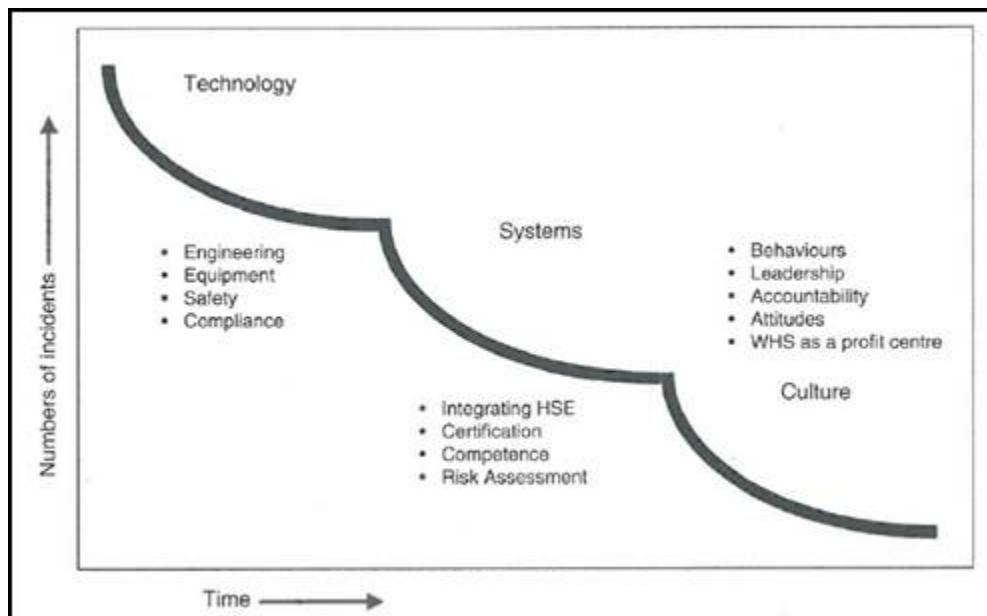 Technology
Numbers of incidents
• Engineering
• Equipment
• Safety
• Compliance
Systems
• Integrating HSE
• Certification
• Competence
• Risk Assessment
• Behaviours
• Leadership
• Accountability
• Attitudes
• WHS as a profit centre
Culture
Time